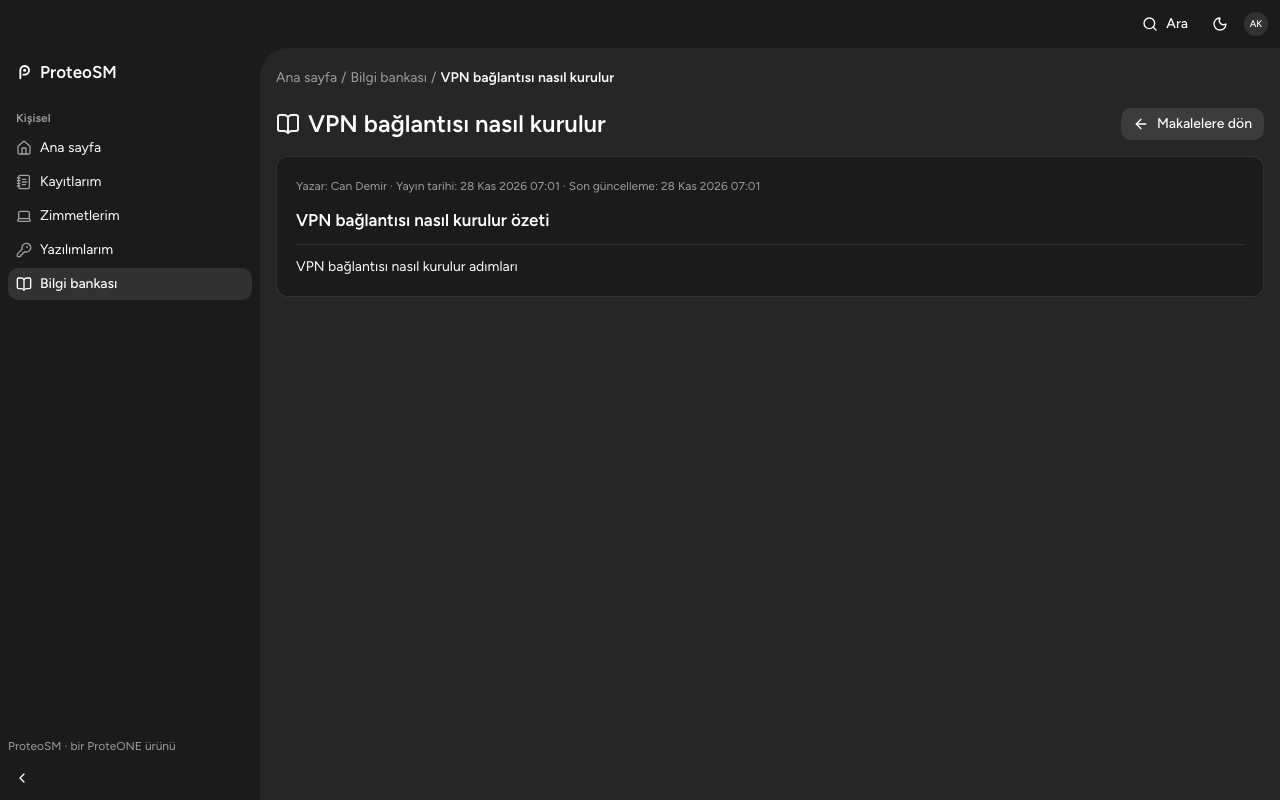 Ara
AK
ProteoSM
Kişisel
Ana sayfa
Kayıtlarım
Zimmetlerim
Yazılımlarım
Bilgi bankası
ProteoSM · bir ProteONE ürünü
Ana sayfa / Bilgi bankası / VPN bağlantısı nasıl kurulur
VPN bağlantısı nasıl kurulur
Makalelere dön
Yazar: Can Demir · Yayın tarihi: 28 Kas 2026 07:01 · Son güncelleme: 28 Kas 2026 07:01
VPN bağlantısı nasıl kurulur özeti
VPN bağlantısı nasıl kurulur adımları